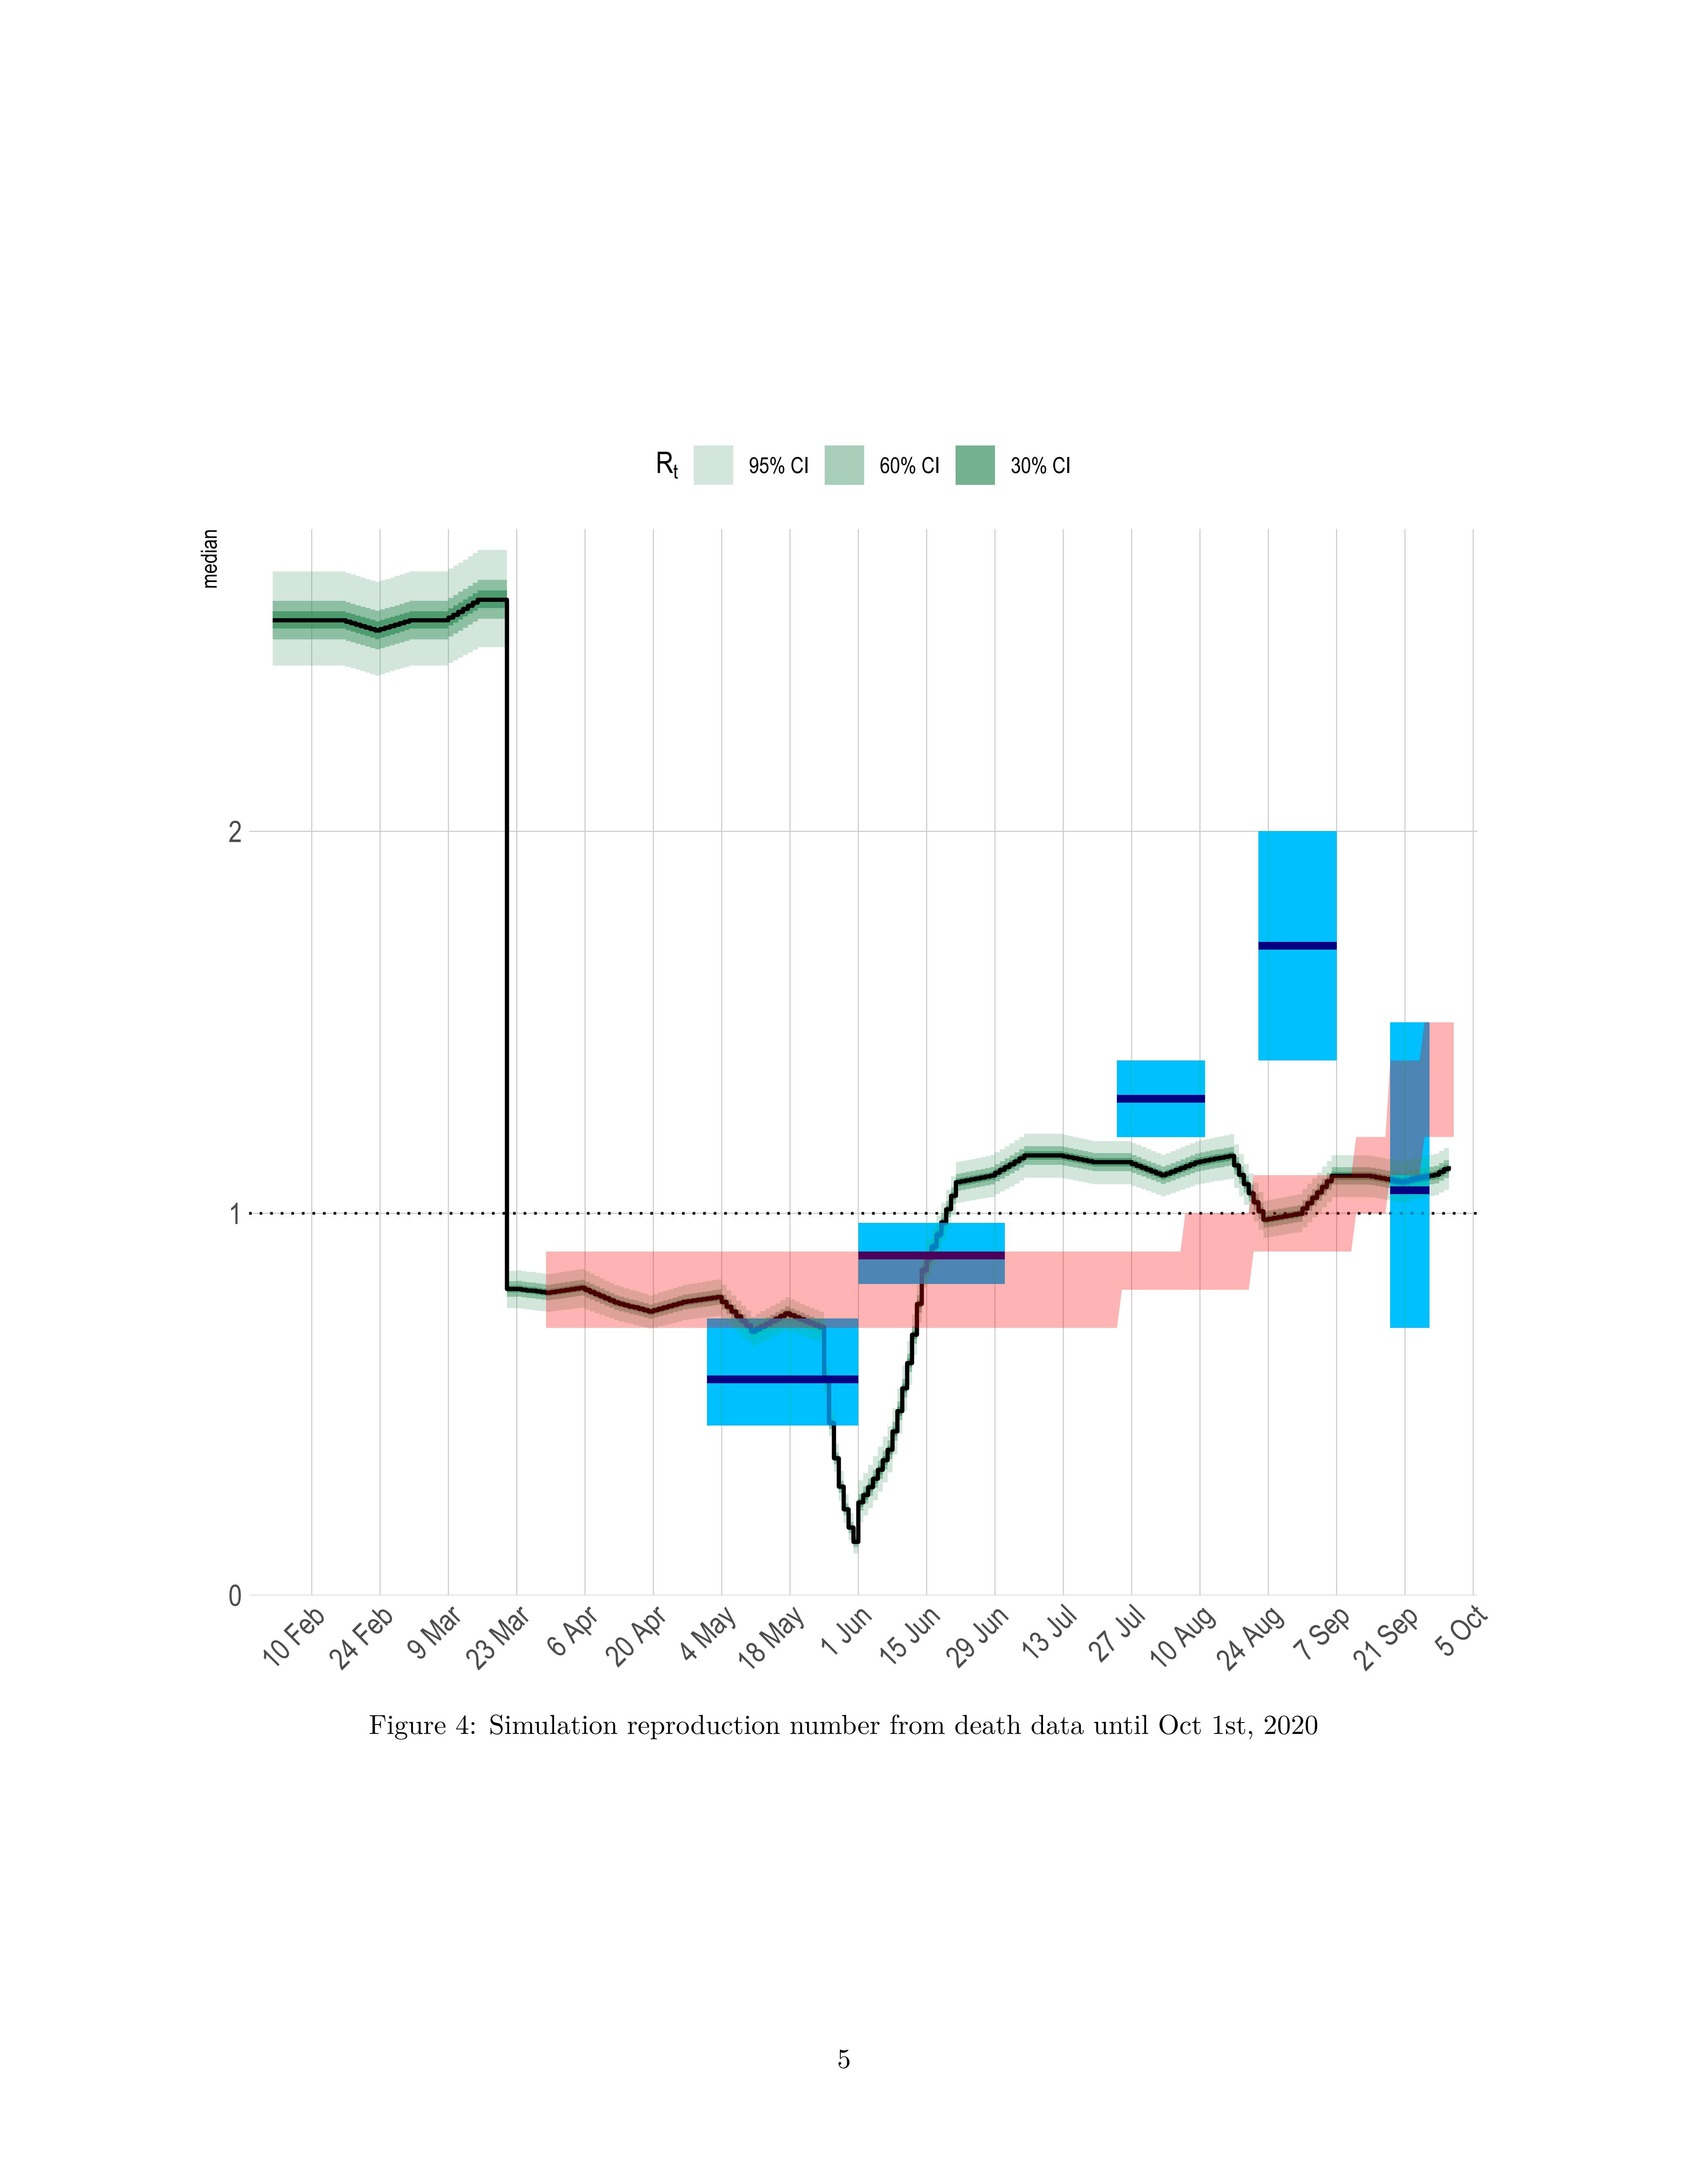 Rt 95% CI 60% CI 30% CI
median
2
1
0
10 Feb 24 Feb 9 Mar 23 Mar 6 Apr 20 Apr 4 May 18 May 1 Jun 15 Jun 29 Jun 13 Jul 27 Jul 10 Aug 24 Aug 7 Sep 21 Sep 5 Oct
Figure 4: Simulation reproduction number from death data until Oct 1st, 2020
5